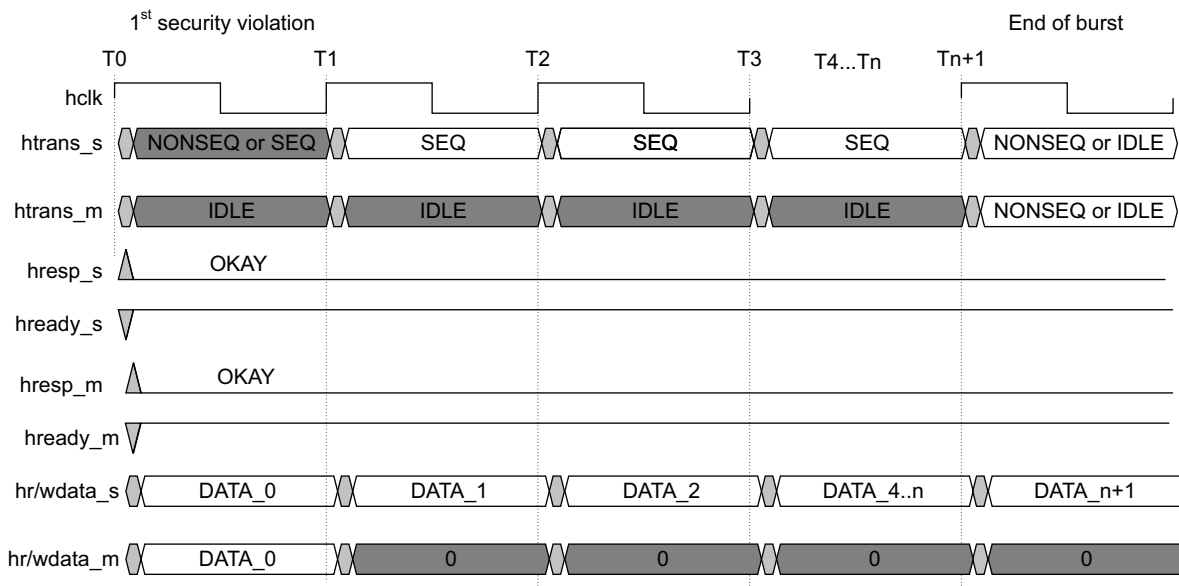 1st security violation End of burst
T0 T1 T2 T3 T4...Tn Tn+1
hclk
htrans_s NONSEQ or SEQ SEQ SEQ SEQ NONSEQ or IDLE
htrans_m IDLE IDLE IDLE IDLE NONSEQ or IDLE
hresp_s OKAY
hready_s
hresp_m OKAY
hready_m
hr/wdata_s DATA_0 DATA_1 DATA_2 DATA_4..n DATA_n+1
hr/wdata_m DATA_0 0 0 0 0